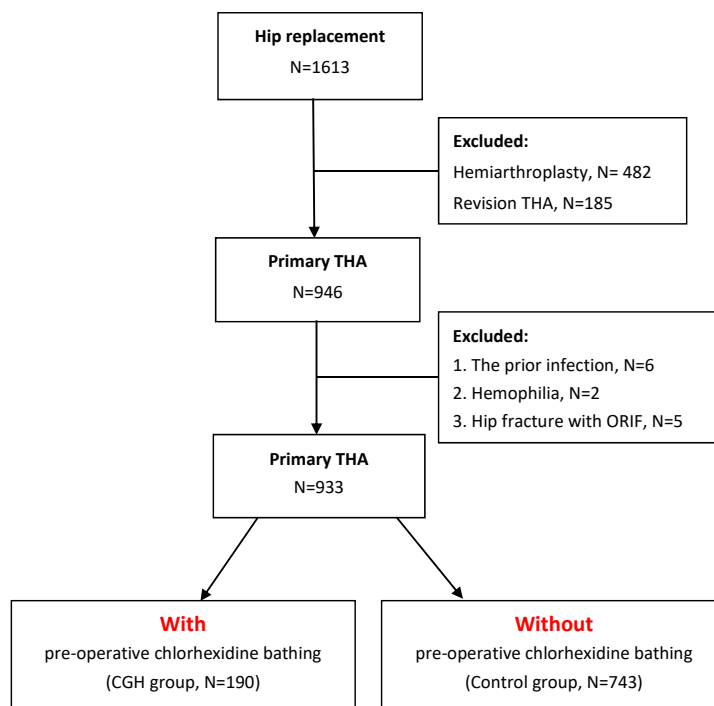 Hip replacement
N=1613
Excluded:
Hemiarthroplasty, N= 482
Revision THA, N=185
Primary THA
N=946
Excluded:
1. The prior infection, N=6
2. Hemophilia, N=2
3. Hip fracture with ORIF, N=5
Primary THA
N=933
With
pre-operative chlorhexidine bathing
(CGH group, N=190)
Without
pre-operative chlorhexidine bathing
(Control group, N=743)